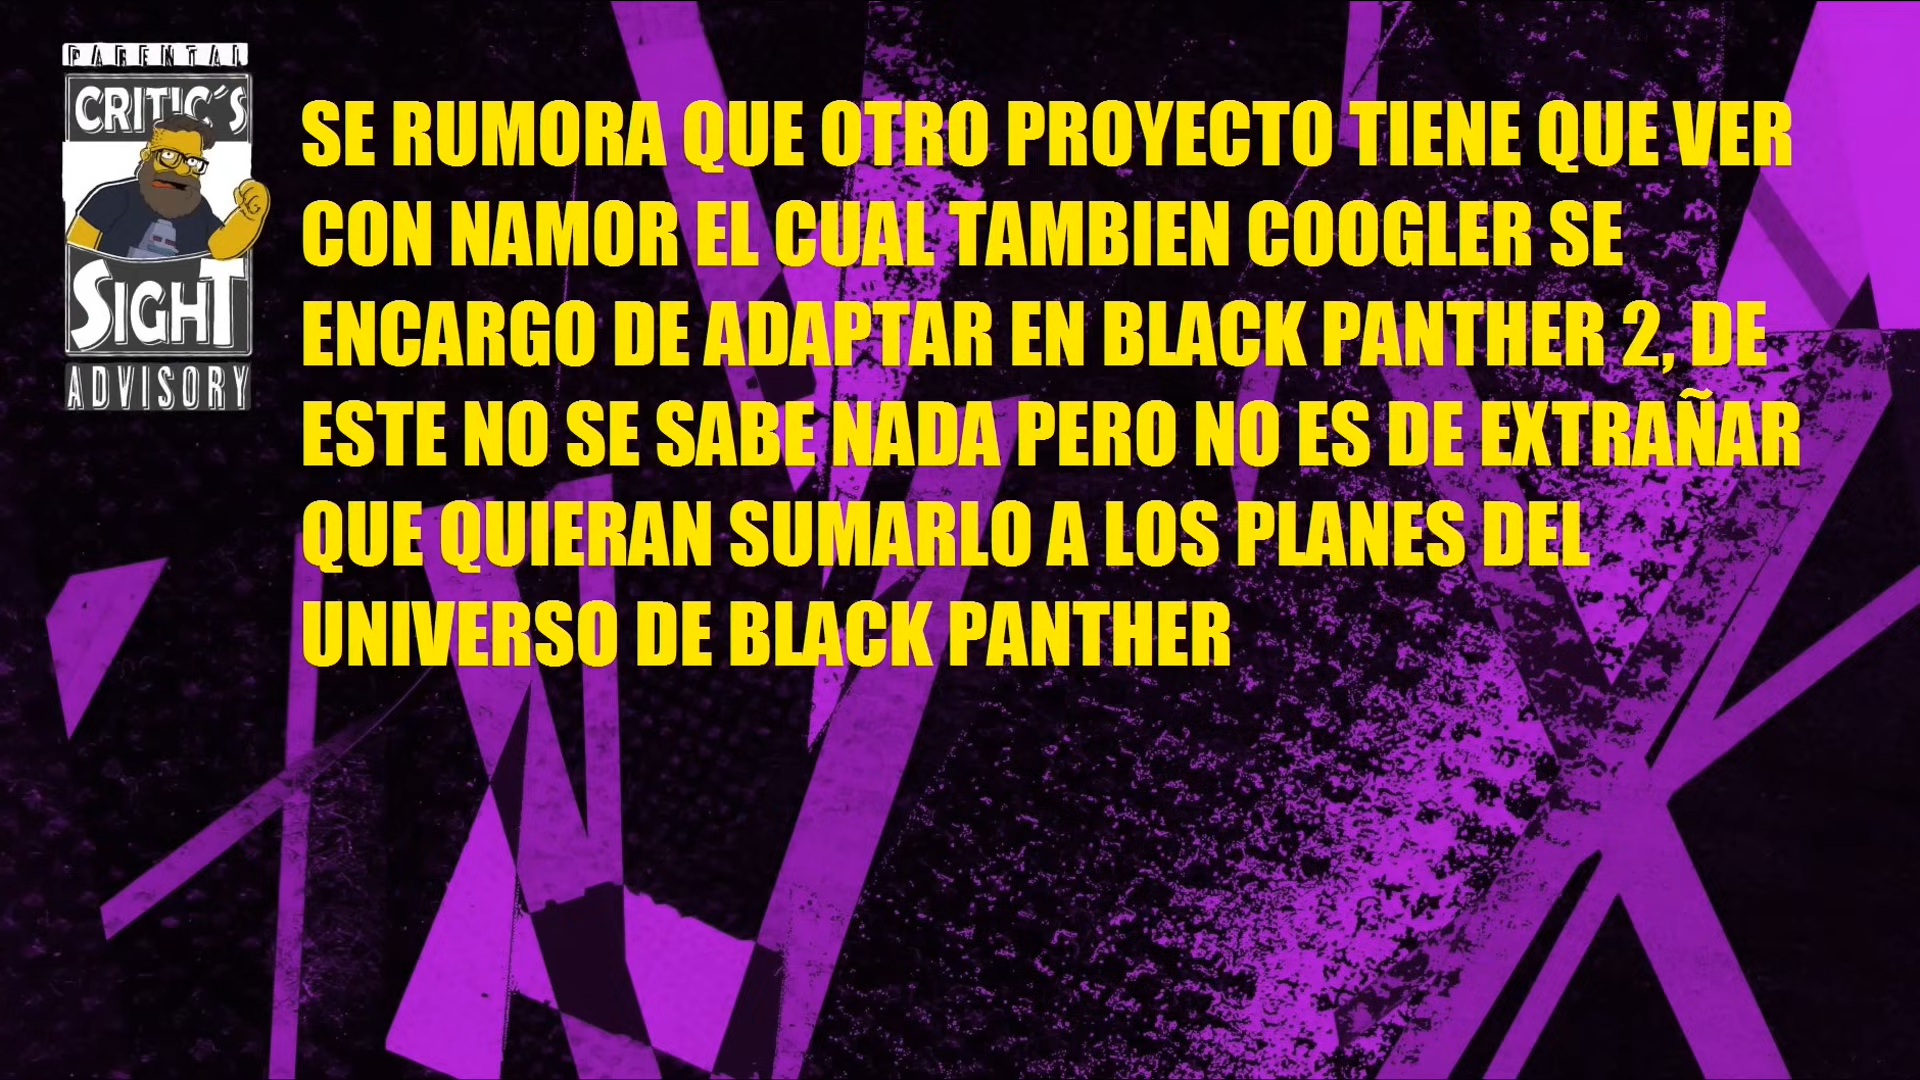 PARENTAL
CRITIC´S
SIGHT
ADVISORY
SE RUMORA QUE OTRO PROYECTO TIENE QUE VER
CON NAMOR EL CUAL TAMBIEN COOGLER SE
ENCARGO DE ADAPTAR EN BLACK PANTHER 2, DE
ESTE NO SE SABE NADA PERO NO ES DE EXTRAÑAR
QUE QUIERAN SUMARLO A LOS PLANES DEL
UNIVERSO DE BLACK PANTHER